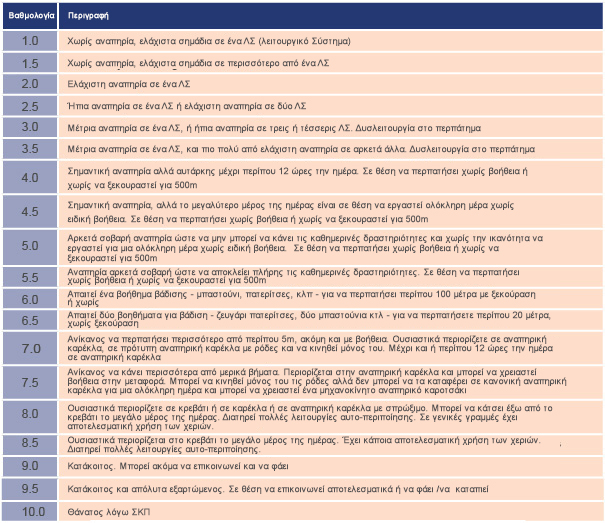 Βαθμολογία Περιγραφή
1.0 Χωρίς αναπηρία, ελάχιστα σημάδια σε ένα ΛΣ (λειτουργικό Σύστημα)
1.5 Χωρίς αναπηρία, ελάχιστα σημάδια σε περισσότερο από ένα ΛΣ
2.0 Ελάχιστη αναπηρία σε ένα ΛΣ
2.5 Ήπια αναπηρία σε ένα ΛΣ ή ελάχιστη αναπηρία σε δύο ΛΣ
3.0 Μέτρια αναπηρία σε ένα ΛΣ, ή ήπια αναπηρία σε τρεις ή τέσσερις ΛΣ. Δυσλειτουργία στο περπάτημα
3.5 Μέτρια αναπηρία σε ένα ΛΣ, και πιο πολύ από ελάχιστη αναπηρία σε αρκετά άλλα. Δυσλειτουργία στο περπάτημα
4.0 Σημαντική αναπηρία αλλά αυτάρκης μέχρι περίπου 12 ώρες την ημέρα. Σε θέση να περπατήσει χωρίς βοήθεια ή
χωρίς να ξεκουραστεί για 500m
4.5 Σημαντική αναπηρία, αλλά το μεγαλύτερο μέρος της ημέρας είναι σε θέση να εργαστεί ολόκληρη μέρα χωρίς
ειδική βοήθεια. Σε θέση να περπατήσει χωρίς βοήθεια ή χωρίς να ξεκουραστεί για 500m
5.0 Αρκετά σοβαρή αναπηρία ώστε να μην μπορεί να κάνει τις καθημερινές δραστηριότητες και χωρίς την ικανότητα να
εργαστεί για μια ολόκληρη μέρα χωρίς ειδική βοήθεια. Σε θέση να περπατήσει χωρίς βοήθεια ή χωρίς να
ξεκουραστεί για 500m
5.5 Αναπηρία αρκετά σοβαρή ώστε να αποκλείει πλήρης τις καθημερινές δραστηριότητες. Σε θέση να περπατήσει
χωρίς βοήθεια ή χωρίς να ξεκουραστεί για 500m
6.0 Απαιτεί ένα βοήθημα βάδισης - μπαστούνι, πατερίτσες, κλπ - για να περπατήσει περίπου 100 μέτρα με ξεκούραση
ή χωρίς
6.5 Απαιτεί δύο βοηθήματα για βάδιση - ζευγάρι πατερίτσες, δύο μπαστούνια κτλ - για να περπατήσετε περίπου 20 μέτρα,
χωρίς ξεκούραση
7.0 Ανίκανος να περπατήσει περισσότερο από περίπου 5m, ακόμη και με βοήθεια. Ουσιαστικά περιορίζετε σε αναπηρική
καρέκλα, σε πρότυπη αναπηρική καρέκλα με ρόδες και να κινηθεί μόνος του. Μέχρι και ή περίπου 12 ώρες την ημέρα
σε αναπηρική καρέκλα
7.5 Ανίκανος να κάνει περισσότερα από μερικά βήματα. Περιορίζεται στην αναπηρική καρέκλα και μπορεί να χρειαστεί
βοήθεια στην μεταφορά. Μπορεί να κινηθεί μόνος του τις ρόδες αλλά δεν μπορεί να τα καταφέρει σε κανονική αναπηρική
καρέκλα για μια ολόκληρη ημέρα και μπορεί να χρειαστεί ένα μηχανοκίνητο αναπηρικό καροτσάκι
8.0 Ουσιαστικά περιορίζετε σε κρεβάτι ή σε καρέκλα ή σε αναπηρική καρέκλα με σπρώξιμο. Μπορεί να κάτσει έξω από το
κρεβάτι το μεγάλο μέρος της ημέρας. Διατηρεί πολλές λειτουργίες αυτο-περιποίησης. Σε γενικές γραμμές έχει
αποτελεσματική χρήση των χεριών.
8.5 Ουσιαστικά περιορίζεται στο κρεβάτι το μεγάλο μέρος της ημέρας. Έχει κάποια αποτελεσματική χρήση των χεριών. ;
Διατηρεί πολλές λειτουργίες αυτο-περιποίησης.
9.0 Κατάκοιτος. Μπορεί ακόμα να επικοινωνεί και να φάει
9.5 Κατάκοιτος και απόλυτα εξαρτώμενος. Σε θέση να επικοινωνεί αποτελεσματικά ή να φάει /να καταπιεί
10.0 Θάνατος λόγω ΣΚΠ